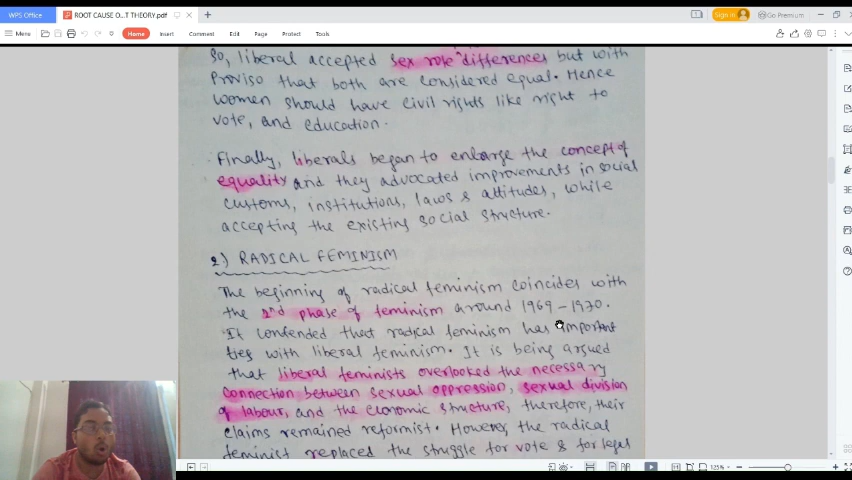 WPS Office
ROOT CAUSE O...T THEORY.pdf
Sign in
Go Premium
Menu
Home
Insert
Comment
Edit
Page
Protect
Tools
So, liberal accepted sex role differences but with
proviso that both are considered equal. Hence
women should have civil rights like right to
vote, and education.
Finally, liberals began to enlarge the concept of
equality and they advocated improvements in social
customs, institutions, laws & attitudes, while
accepting the existing social structure.
2) RADICAL FEMINISM
The beginning of radical feminism coincides with
the 2nd phase of feminism around 1969-1970.
It contended that radical feminism has important
ties with liberal feminism. It is being argued
that liberal feminists overlooked the necessary
connection between sexual oppression, sexual division
of labour, and the economic structure, therefore, their
claims remained reformist. However, the radical
feminist replaced the struggle for vote & for legal
125%